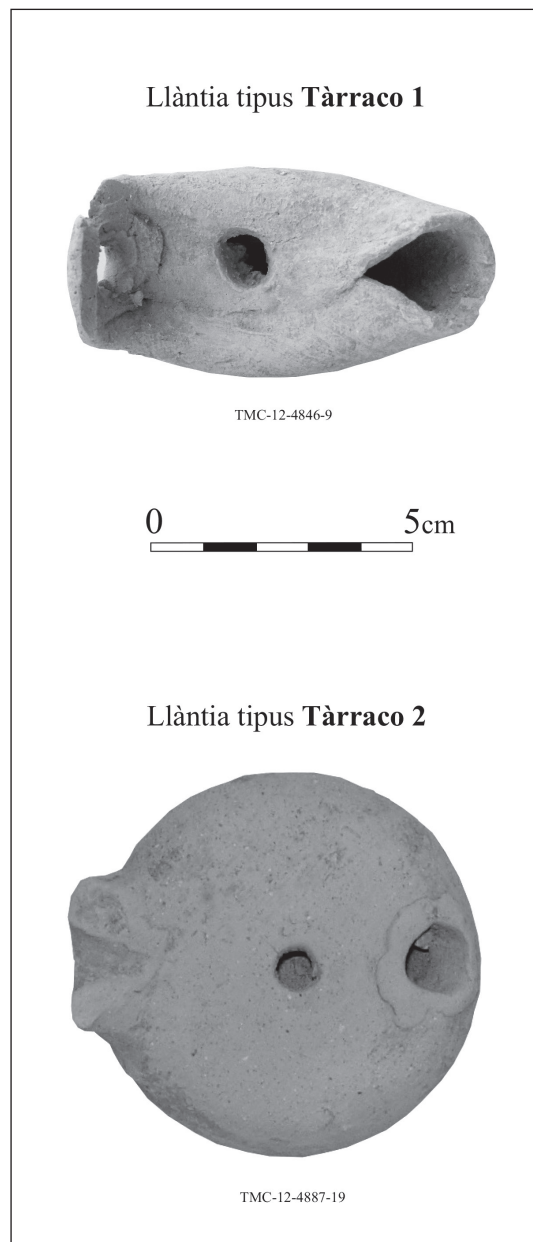 Llàntia tipus Tàrraco 1
TMC-12-4846-9
0 5cm
Llàntia tipus Tàrraco 2
TMC-12-4887-19